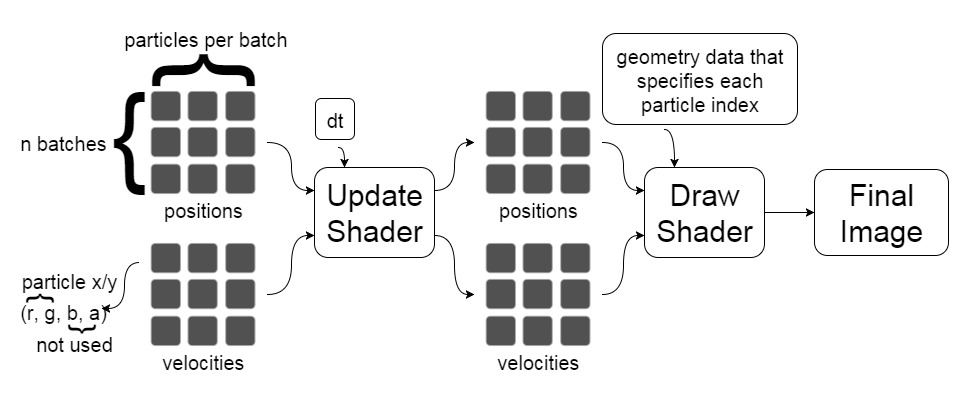 particles per batch
n batches
positions
particle x/y
(r, g, b, a)
not used
velocities
dt
Update
Shader
positions
velocities
geometry data that
specifies each
particle index
Draw
Shader
Final
Image